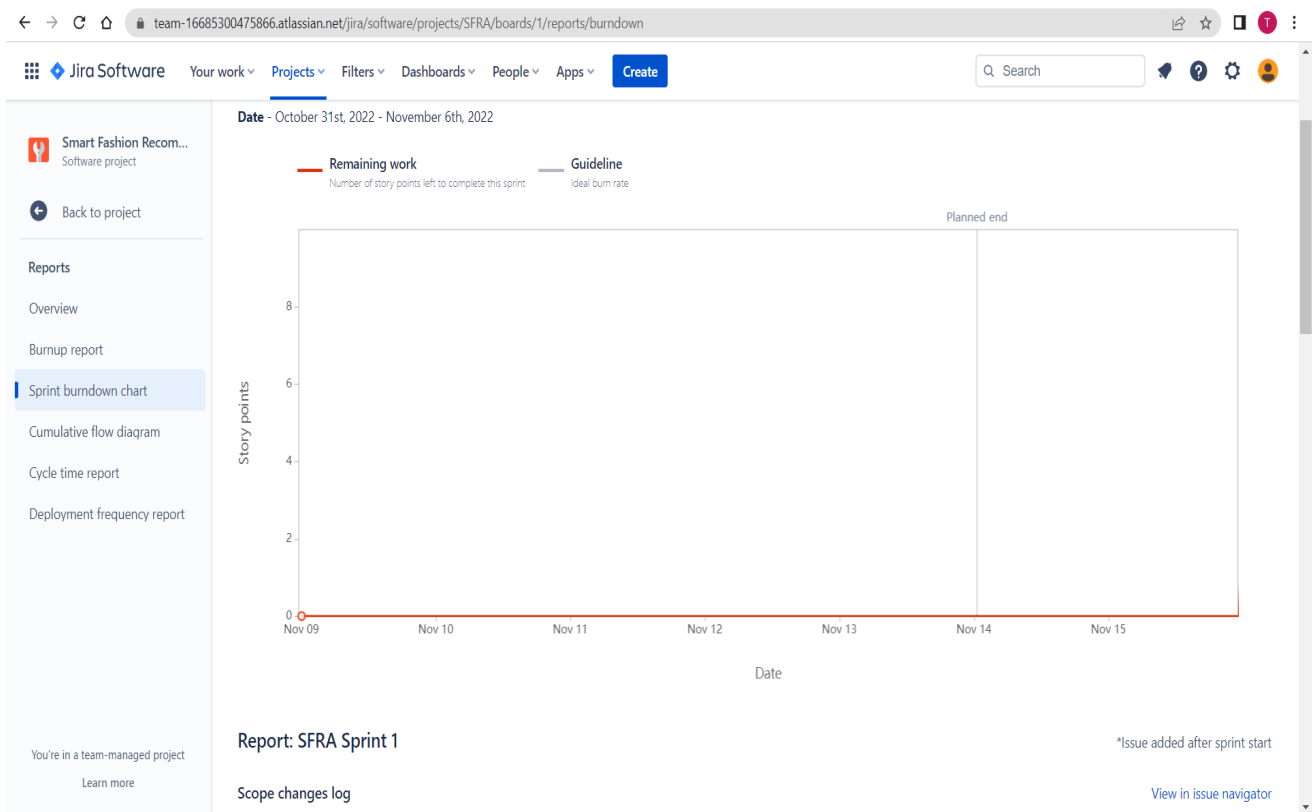 team-16685300475866.atlassian.net/jira/software/projects/SFRA/boards/1/reports/burndown
T
Jira Software Your work Projects Filters Dashboards People Apps Create Search
Smart Fashion Recom...
Software project
Back to project
Reports
Overview
Burnup report
Sprint burndown chart
Cumulative flow diagram
Cycle time report
Deployment frequency report
You're in a team-managed project
Learn more
Date - October 31st, 2022 - November 6th, 2022
Remaining work
Number of story points left to complete this sprint
Guideline
Ideal burn rate
Planned end
Story points
8
6
4
2
0
Nov 09 Nov 10 Nov 11 Nov 12 Nov 13 Nov 14 Nov 15
Date
Report: SFRA Sprint 1
*Issue added after sprint start
Scope changes log
View in issue navigator